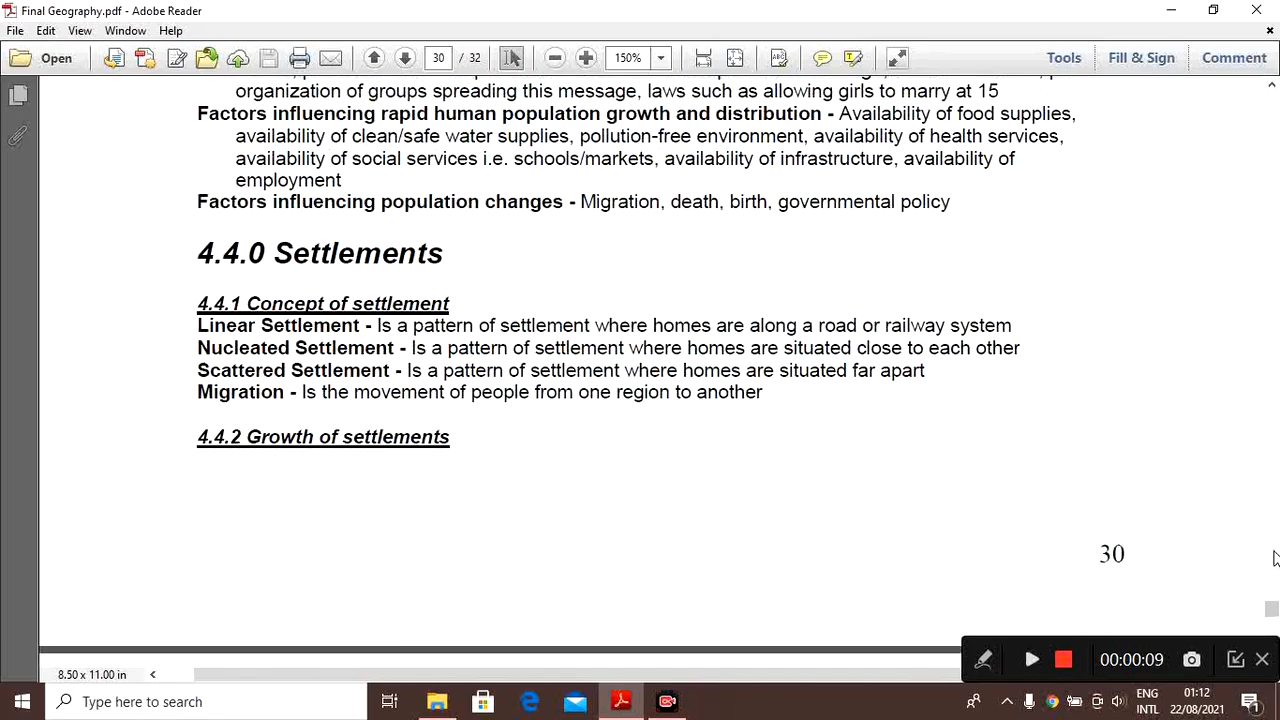 Final Geography.pdf - Adobe Reader
File Edit View Window Help
Open 30 / 32 150% Tools Fill & Sign Comment
organization of groups spreading this message, laws such as allowing girls to marry at 15
Factors influencing rapid human population growth and distribution - Availability of food supplies,
availability of clean/safe water supplies, pollution-free environment, availability of health services,
availability of social services i.e. schools/markets, availability of infrastructure, availability of
employment
Factors influencing population changes - Migration, death, birth, governmental policy
4.4.0 Settlements
4.4.1 Concept of settlement
Linear Settlement - Is a pattern of settlement where homes are along a road or railway system
Nucleated Settlement - Is a pattern of settlement where homes are situated close to each other
Scattered Settlement - Is a pattern of settlement where homes are situated far apart
Migration - Is the movement of people from one region to another
4.4.2 Growth of settlements
30
8.50 x 11.00 in
00:00:09
Type here to search
ENG 01:12
INTL 22/08/2021 1